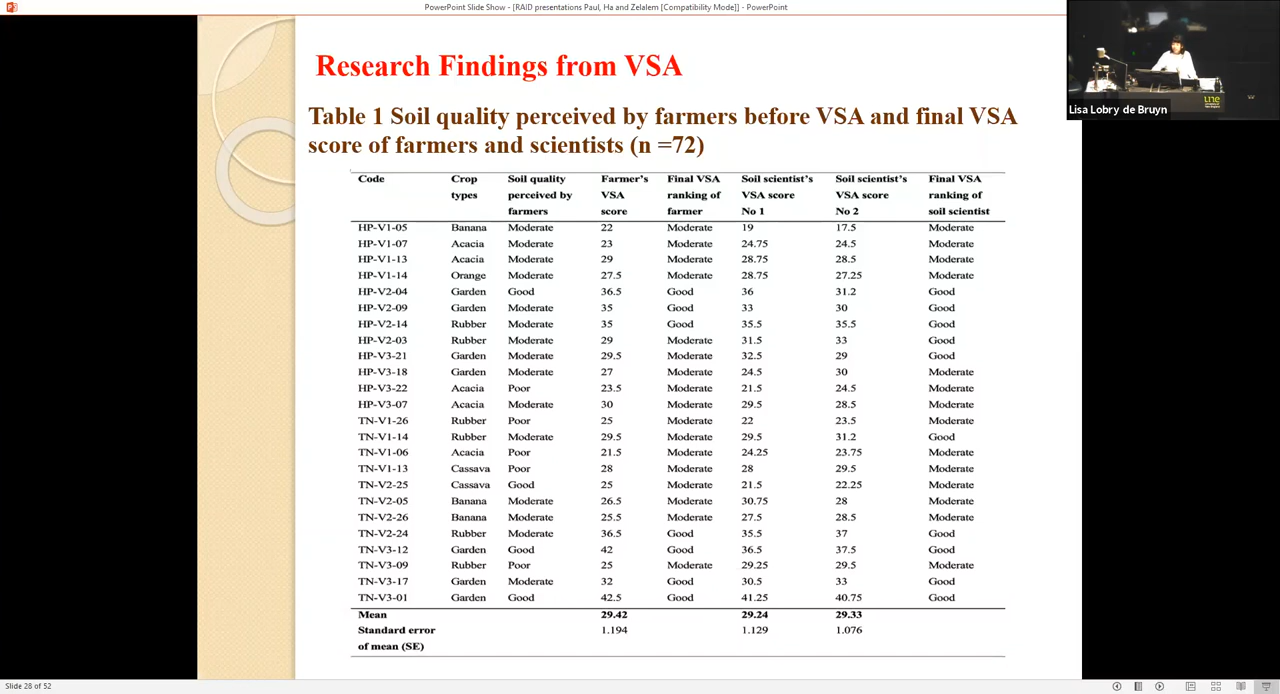 PowerPoint Slide Show - [RAID presentations Paul, Ha and Zelalem [Compatibility Mode]] - PowerPoint
Lisa Lobry de Bruyn
une
Research Findings from VSA
Table 1 Soil quality perceived by farmers before VSA and final VSA
score of farmers and scientists (n =72)
Code Crop types Soil quality perceived by farmers Farmer's VSA score Final VSA ranking of farmer Soil scientist's VSA score No 1 Soil scientist's VSA score No 2 Final VSA ranking of soil scientist
HP-V1-05 Banana Moderate 22 Moderate 19 17.5 Moderate
HP-V1-07 Acacia Moderate 23 Moderate 24.75 24.5 Moderate
HP-V1-13 Acacia Moderate 29 Moderate 28.75 28.5 Moderate
HP-V1-14 Orange Moderate 27.5 Moderate 28.75 27.25 Moderate
HP-V2-04 Garden Good 36.5 Good 36 31.2 Good
HP-V2-09 Garden Moderate 35 Good 33 30 Good
HP-V2-14 Rubber Moderate 35 Good 35.5 35.5 Good
HP-V2-03 Rubber Moderate 29 Moderate 31.5 33 Good
HP-V3-21 Garden Moderate 29.5 Moderate 32.5 29 Good
HP-V3-18 Garden Moderate 27 Moderate 24.5 30 Moderate
HP-V3-22 Acacia Poor 23.5 Moderate 21.5 24.5 Moderate
HP-V3-07 Acacia Moderate 30 Moderate 29.5 28.5 Moderate
TN-V1-26 Rubber Poor 25 Moderate 22 23.5 Moderate
TN-V1-14 Rubber Moderate 29.5 Moderate 29.5 31.2 Good
TN-V1-06 Acacia Poor 21.5 Moderate 24.25 23.75 Moderate
TN-V1-13 Cassava Poor 28 Moderate 28 29.5 Moderate
TN-V2-25 Cassava Good 25 Moderate 21.5 22.25 Moderate
TN-V2-05 Banana Moderate 26.5 Moderate 30.75 28 Moderate
TN-V2-26 Banana Moderate 25.5 Moderate 27.5 28.5 Moderate
TN-V2-24 Rubber Moderate 36.5 Good 35.5 37 Good
TN-V3-12 Garden Good 42 Good 36.5 37.5 Good
TN-V3-09 Rubber Poor 25 Moderate 29.25 29.5 Moderate
TN-V3-17 Garden Moderate 32 Good 30.5 33 Good
TN-V3-01 Garden Good 42.5 Good 41.25 40.75 Good
Mean 29.42 29.24 29.33
Standard error of mean (SE) 1.194 1.129 1.076
Slide 28 of 52